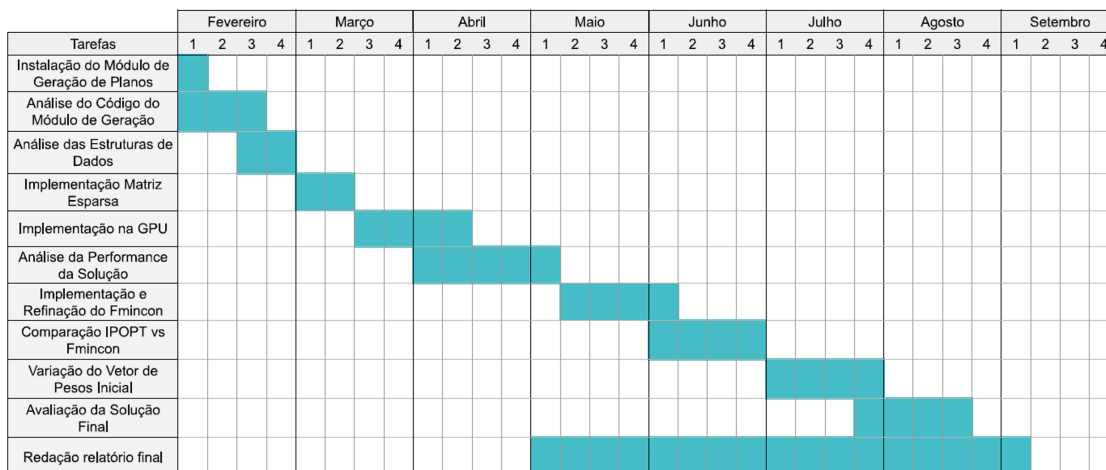 Fevereiro Março Abril Maio Junho Julho Agosto Setembro
Tarefas 1 2 3 4 1 2 3 4 1 2 3 4 1 2 3 4 1 2 3 4 1 2 3 4 1 2 3 4 1 2 3 4
Instalação do Módulo de
Geração de Planos
Análise do Código do
Módulo de Geração
Análise das Estruturas de
Dados
Implementação Matriz
Esparsa
Implementação na GPU
Análise da Performance
da Solução
Implementação e
Refinação do Fmincon
Comparação IPOPT vs
Fmincon
Variação do Vetor de
Pesos Inicial
Avaliação da Solução
Final
Redação relatório final